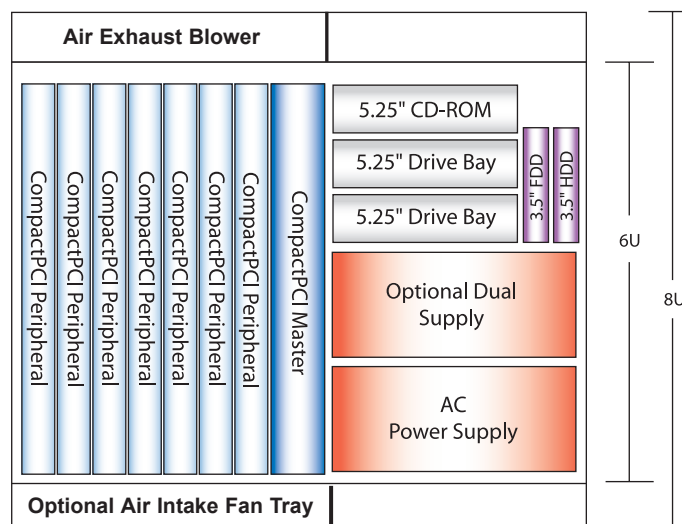 Air Exhaust Blower
CompactPCI Peripheral
CompactPCI Peripheral
CompactPCI Peripheral
CompactPCI Peripheral
CompactPCI Peripheral
CompactPCI Peripheral
CompactPCI Peripheral
CompactPCI Master
5.25" CD-ROM
5.25" Drive Bay
5.25" Drive Bay
3.5" FDD
3.5" HDD
Optional Dual
Supply
AC
Power Supply
6U
8U
Optional Air Intake Fan Tray